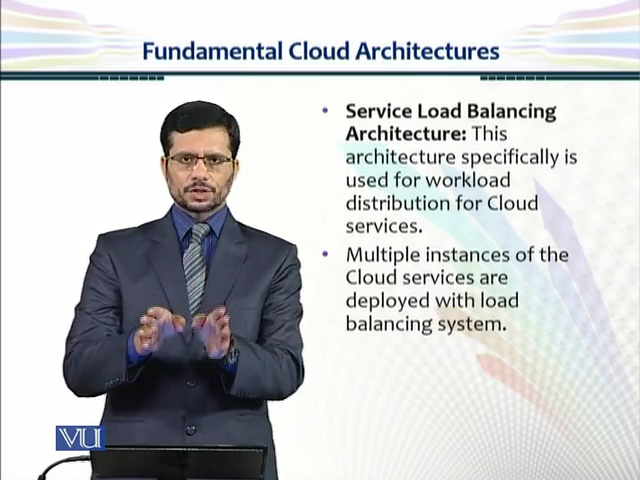 Fundamental Cloud Architectures
• Service Load Balancing
Architecture: This
architecture specifically is
used for workload
distribution for Cloud
services.
• Multiple instances of the
Cloud services are
deployed with load
balancing system.
VU